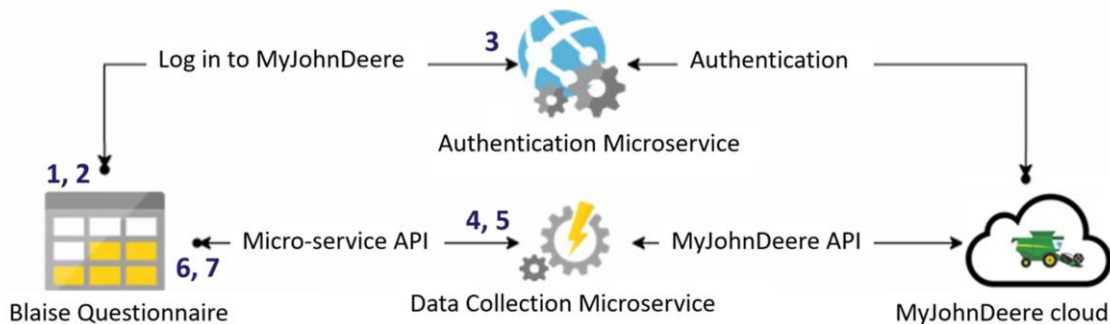 3
Log in to MyJohnDeere
Authentication
Authentication Microservice
1, 2
4, 5
Micro-service API
MyJohnDeere API
6, 7
Blaise Questionnaire
Data Collection Microservice
MyJohnDeere cloud